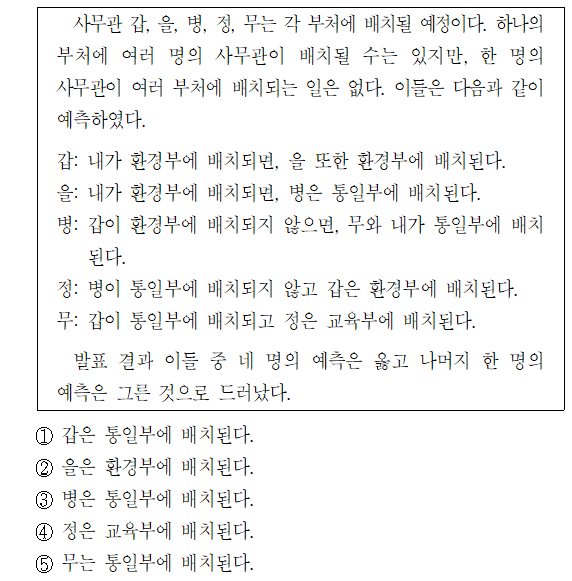 사무관 갑, 을, 병, 정, 무는 각 부처에 배치될 예정이다. 하나의
부처에 여러 명의 사무관이 배치될 수는 있지만, 한 명의
사무관이 여러 부처에 배치되는 일은 없다. 이들은 다음과 같이
예측하였다.
갑: 내가 환경부에 배치되면, 을 또한 환경부에 배치된다.
을: 내가 환경부에 배치되면, 병은 통일부에 배치된다.
병: 갑이 환경부에 배치되지 않으면, 무와 내가 통일부에 배치
된다.
정: 병이 통일부에 배치되지 않고 갑은 환경부에 배치된다.
무: 갑이 통일부에 배치되고 정은 교육부에 배치된다.
발표 결과 이들 중 네 명의 예측은 옳고 나머지 한 명의
예측은 그른 것으로 드러났다.
① 갑은 통일부에 배치된다.
② 을은 환경부에 배치된다.
③ 병은 통일부에 배치된다.
④ 정은 교육부에 배치된다.
⑤ 무는 통일부에 배치된다.